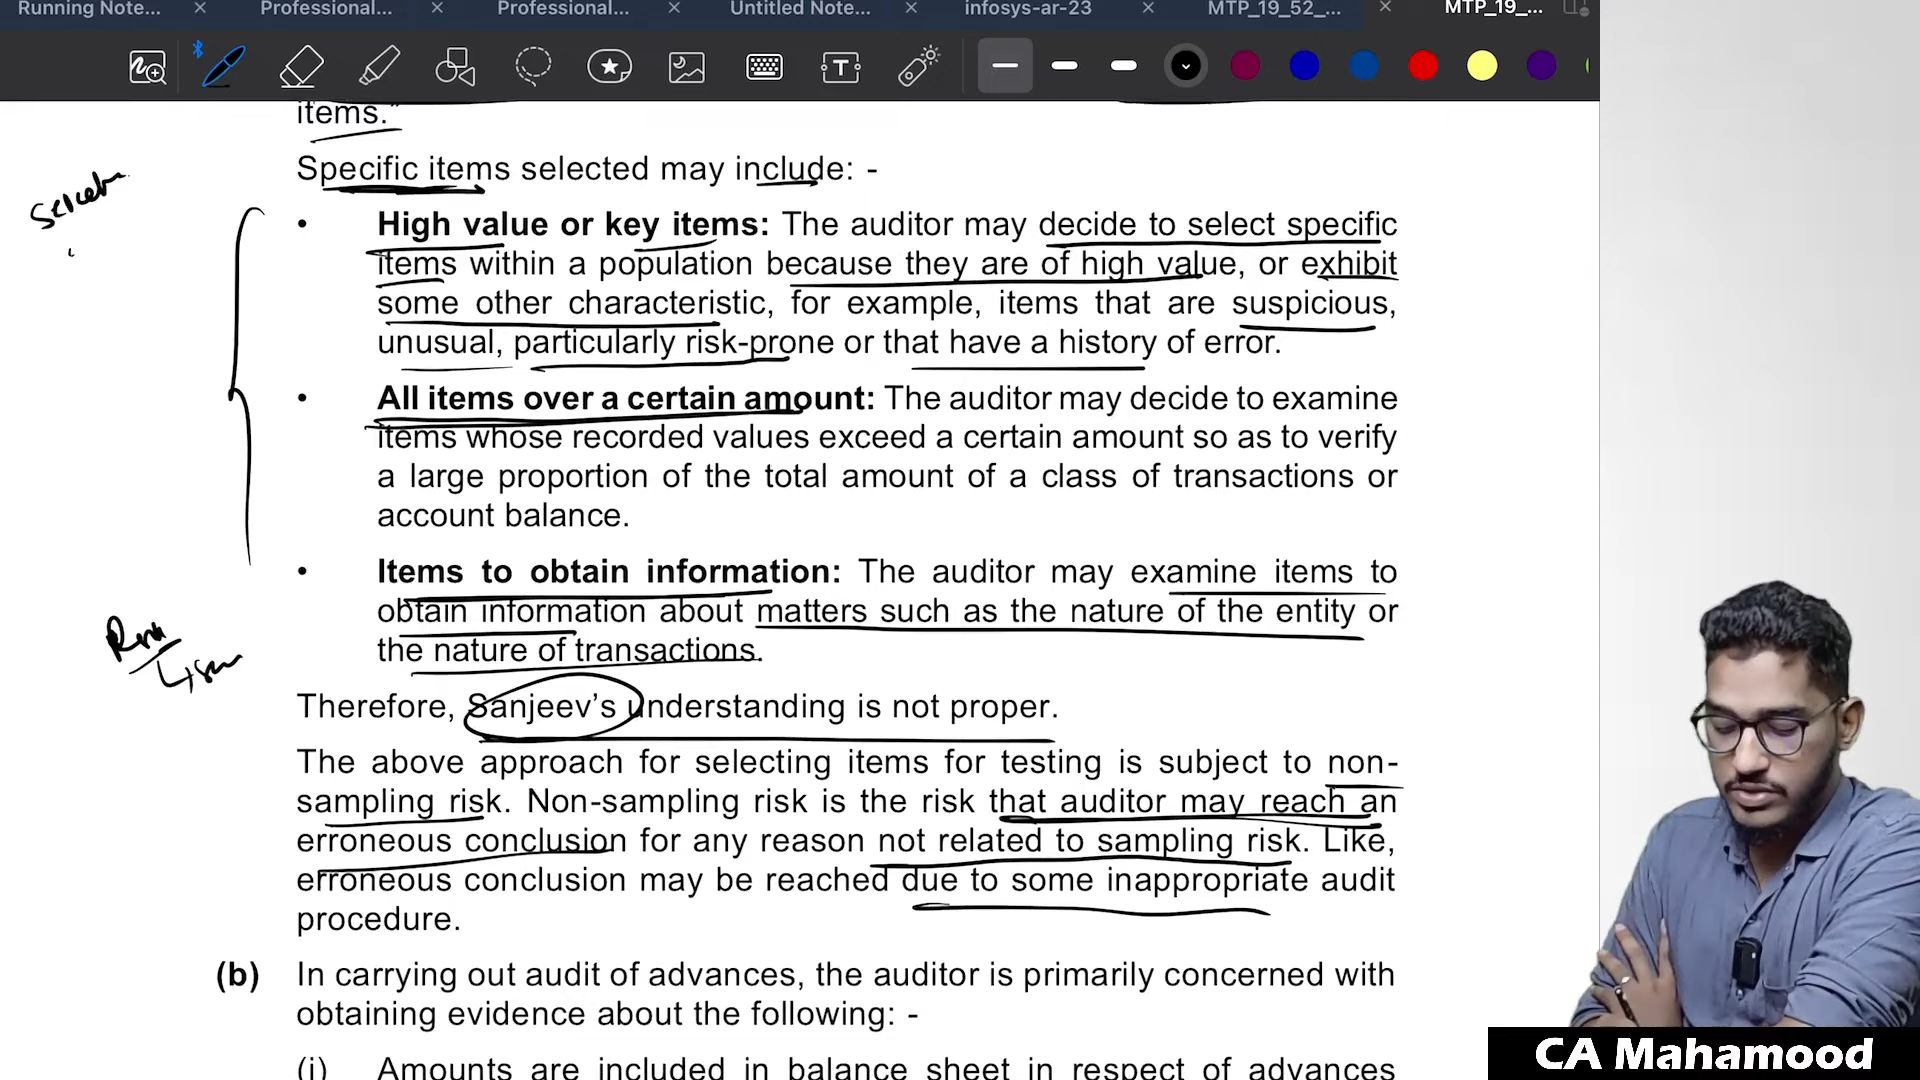 Running Note...
Professional...
Professional...
Untitled Note...
infosys-ar-23
MTP_19_52_...
MTP_19_...
items."
Specific items selected may include: -
• High value or key items: The auditor may decide to select specific
items within a population because they are of high value, or exhibit
some other characteristic, for example, items that are suspicious,
unusual, particularly risk-prone or that have a history of error.
• All items over a certain amount: The auditor may decide to examine
items whose recorded values exceed a certain amount so as to verify
a large proportion of the total amount of a class of transactions or
account balance.
• Items to obtain information: The auditor may examine items to
obtain information about matters such as the nature of the entity or
the nature of transactions.
Therefore, Sanjeev's understanding is not proper.
The above approach for selecting items for testing is subject to non-
sampling risk. Non-sampling risk is the risk that auditor may reach an
erroneous conclusion for any reason not related to sampling risk. Like,
erroneous conclusion may be reached due to some inappropriate audit
procedure.
(b) In carrying out audit of advances, the auditor is primarily concerned with
obtaining evidence about the following: -
(i) Amounts are included in balance sheet in respect of advances
CA Mahamood